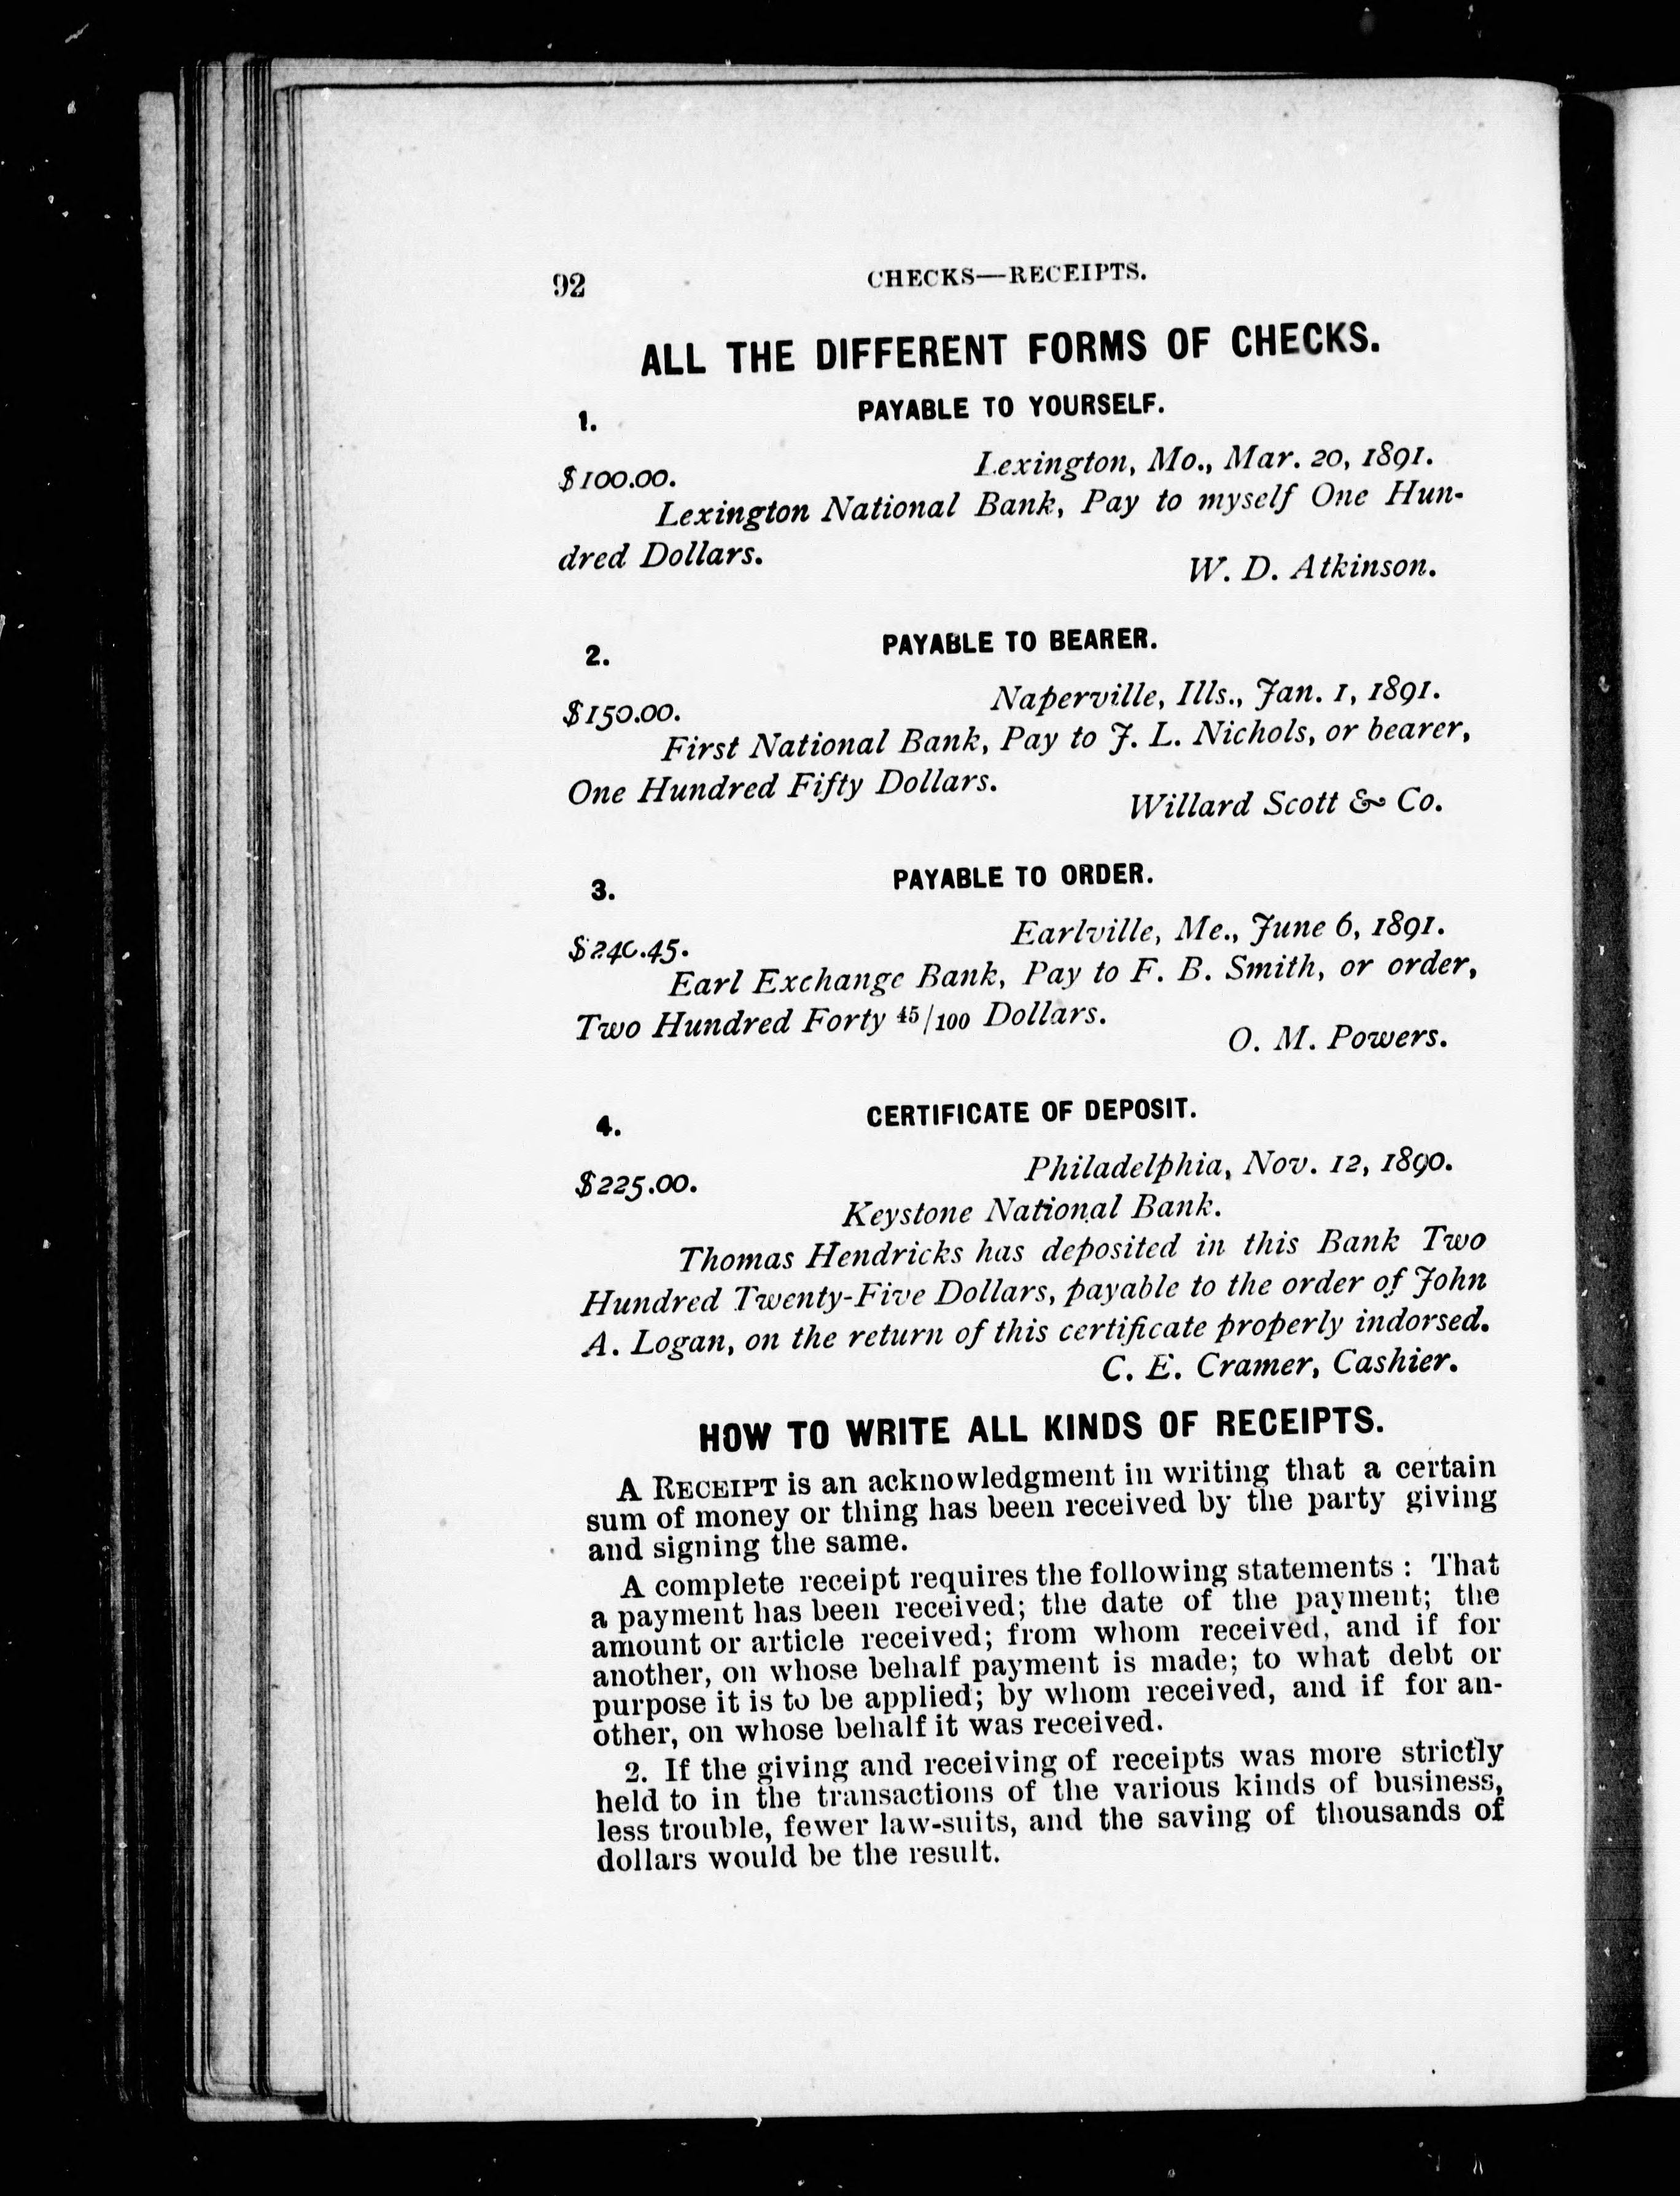 92
CHECKS—RECEIPTS.
ALL THE DIFFERENT FORMS OF CHECKS.
1. PAYABLE TO YOURSELF.
$100.00. Lexington, Mo., Mar. 20, 1891.
Lexington National Bank, Pay to myself One Hun-
dred Dollars.
W. D. Atkinson.
2. PAYABLE TO BEARER.
$150.00. Naperville, Ills., Jan. 1, 1891.
First National Bank, Pay to J. L. Nichols, or bearer,
One Hundred Fifty Dollars.
Willard Scott & Co.
3. PAYABLE TO ORDER.
$240.45. Earlville, Me., June 6, 1891.
Earl Exchange Bank, Pay to F. B. Smith, or order,
Two Hundred Forty 45/100 Dollars.
O. M. Powers.
4. CERTIFICATE OF DEPOSIT.
$225.00. Philadelphia, Nov. 12, 1890.
Keystone National Bank.
Thomas Hendricks has deposited in this Bank Two
Hundred Twenty-Five Dollars, payable to the order of John
A. Logan, on the return of this certificate properly indorsed.
C. E. Cramer, Cashier.
HOW TO WRITE ALL KINDS OF RECEIPTS.
A RECEIPT is an acknowledgment in writing that a certain
sum of money or thing has been received by the party giving
and signing the same.
A complete receipt requires the following statements : That
a payment has been received; the date of the payment; the
amount or article received; from whom received, and if for
another, on whose behalf payment is made; to what debt or
purpose it is to be applied; by whom received, and if for an-
other, on whose behalf it was received.
2. If the giving and receiving of receipts was more strictly
held to in the transactions of the various kinds of business,
less trouble, fewer law-suits, and the saving of thousands of
dollars would be the result.